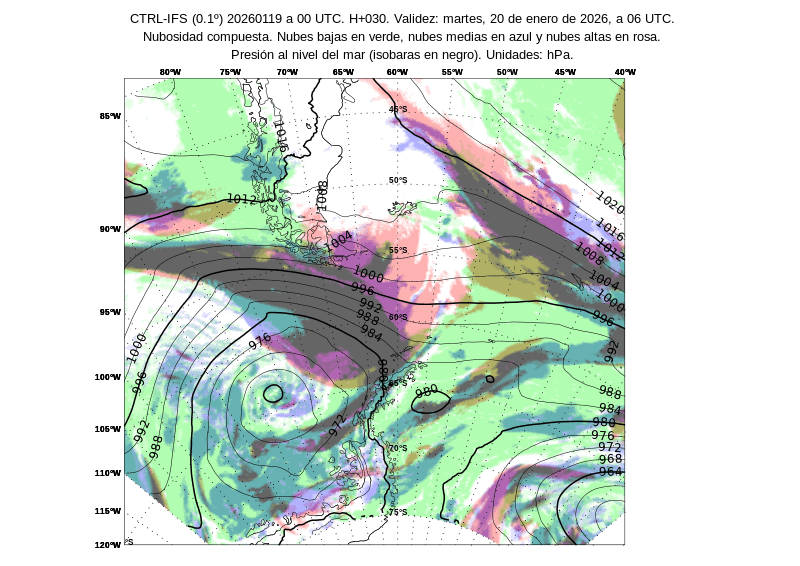 CTRL-IFS (0.1º) 20260119 a 00 UTC. H+030. Validez: martes, 20 de enero de 2026, a 06 UTC.
Nubosidad compuesta. Nubes bajas en verde, nubes medias en azul y nubes altas en rosa.
Presión al nivel del mar (isobaras en negro). Unidades: hPa.
80°W 75°W 70°W 65°W 60°W 55°W 50°W 45°W 40°W
45°S
85°W
1016
50°S
1008
1012
1020
1016
90°W
1004
55°S
1012
1008
1000
1004
996
1000
992
95°W
988
60°S
996
984
976
1000
992
988
100°W
996
65°S
980
988
984
972
980
105°W
992
976
988
70°S
972
968
110°W
964
115°W
75°S
120°W
°S